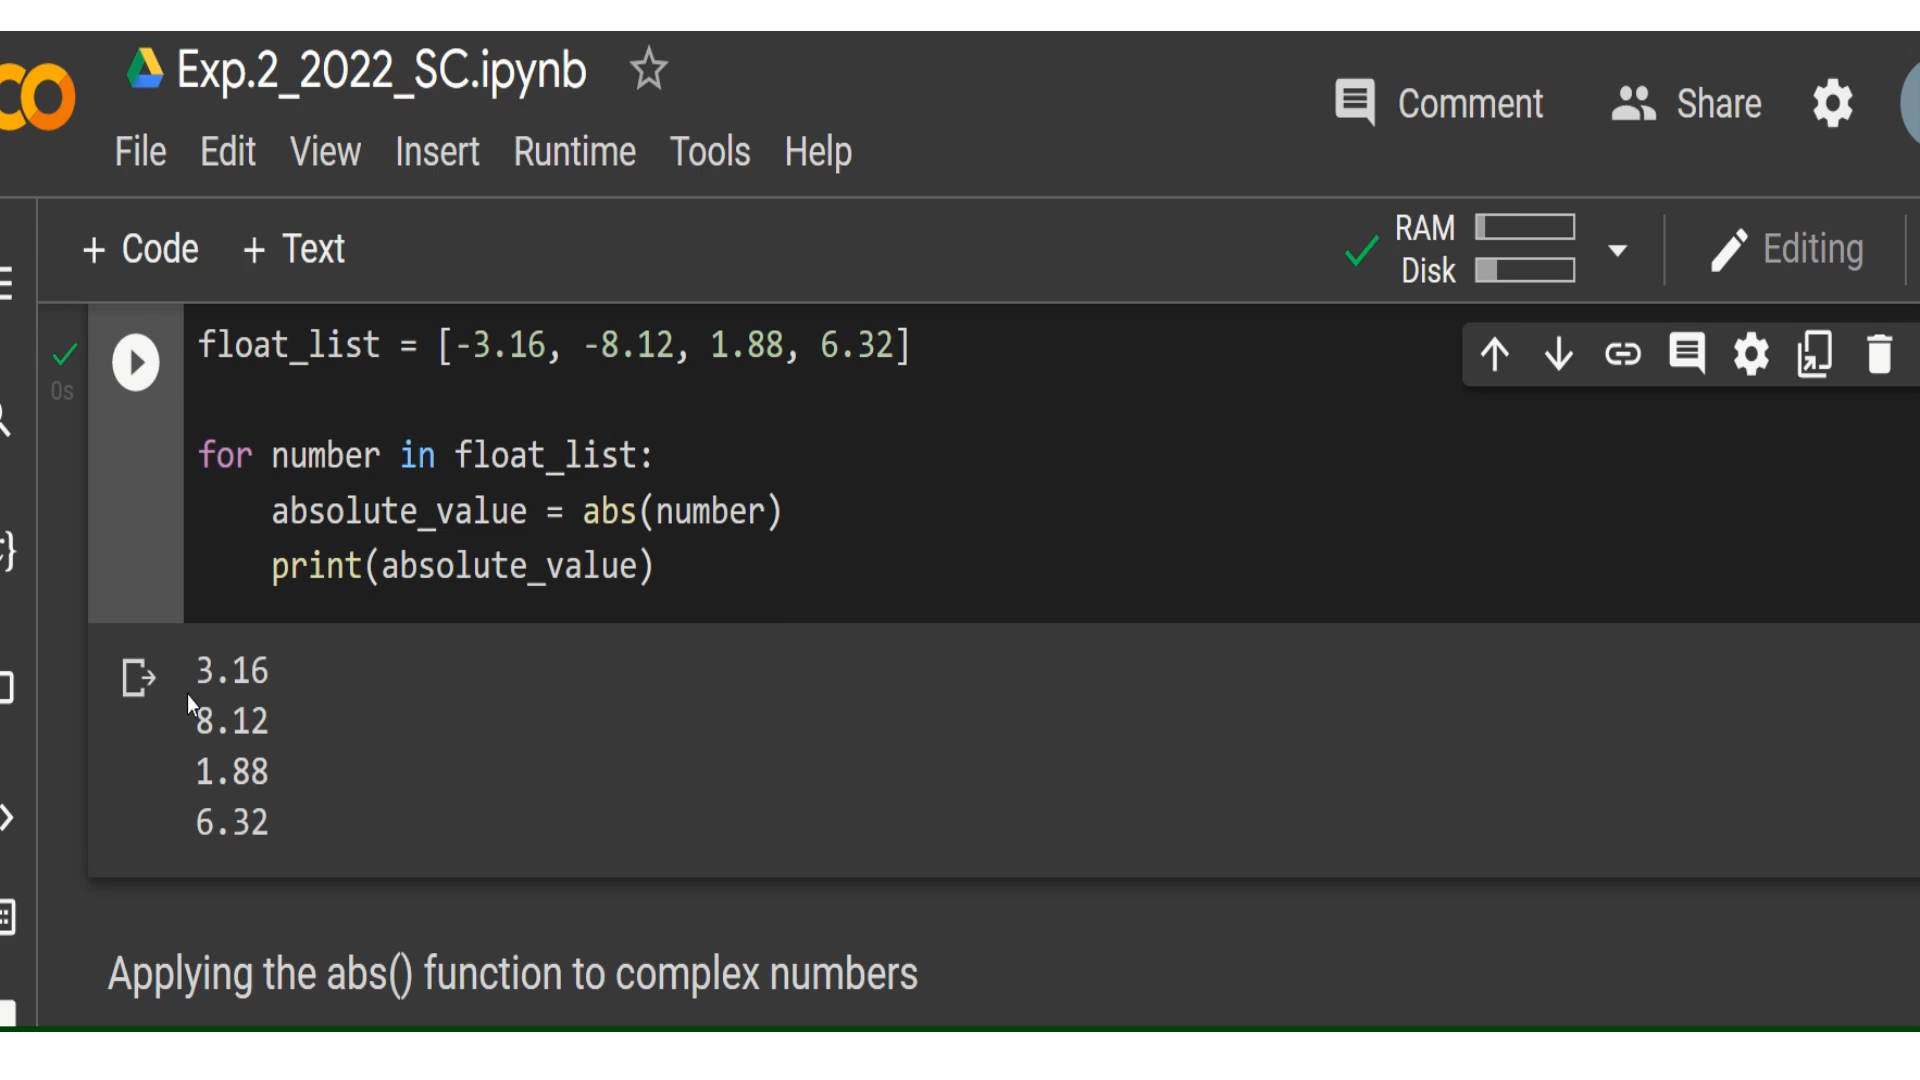 Exp.2_2022_SC.ipynb
Comment
Share
File Edit View Insert Runtime Tools Help
+ Code + Text
RAM
Disk
Editing
0s
float_list = [-3.16, -8.12, 1.88, 6.32]
for number in float_list:
    absolute_value = abs(number)
    print(absolute_value)
3.16
8.12
1.88
6.32
Applying the abs() function to complex numbers